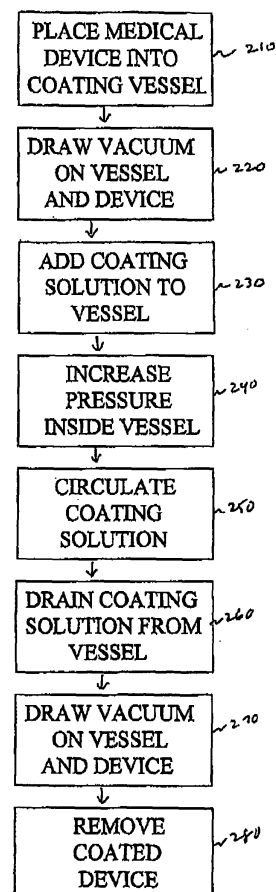 PLACE MEDICAL
DEVICE INTO
COATING VESSEL
210
DRAW VACUUM
ON VESSEL
AND DEVICE
220
ADD COATING
SOLUTION TO
VESSEL
230
INCREASE
PRESSURE
INSIDE VESSEL
240
CIRCULATE
COATING
SOLUTION
250
DRAIN COATING
SOLUTION FROM
VESSEL
260
DRAW VACUUM
ON VESSEL
AND DEVICE
270
REMOVE
COATED
DEVICE
280